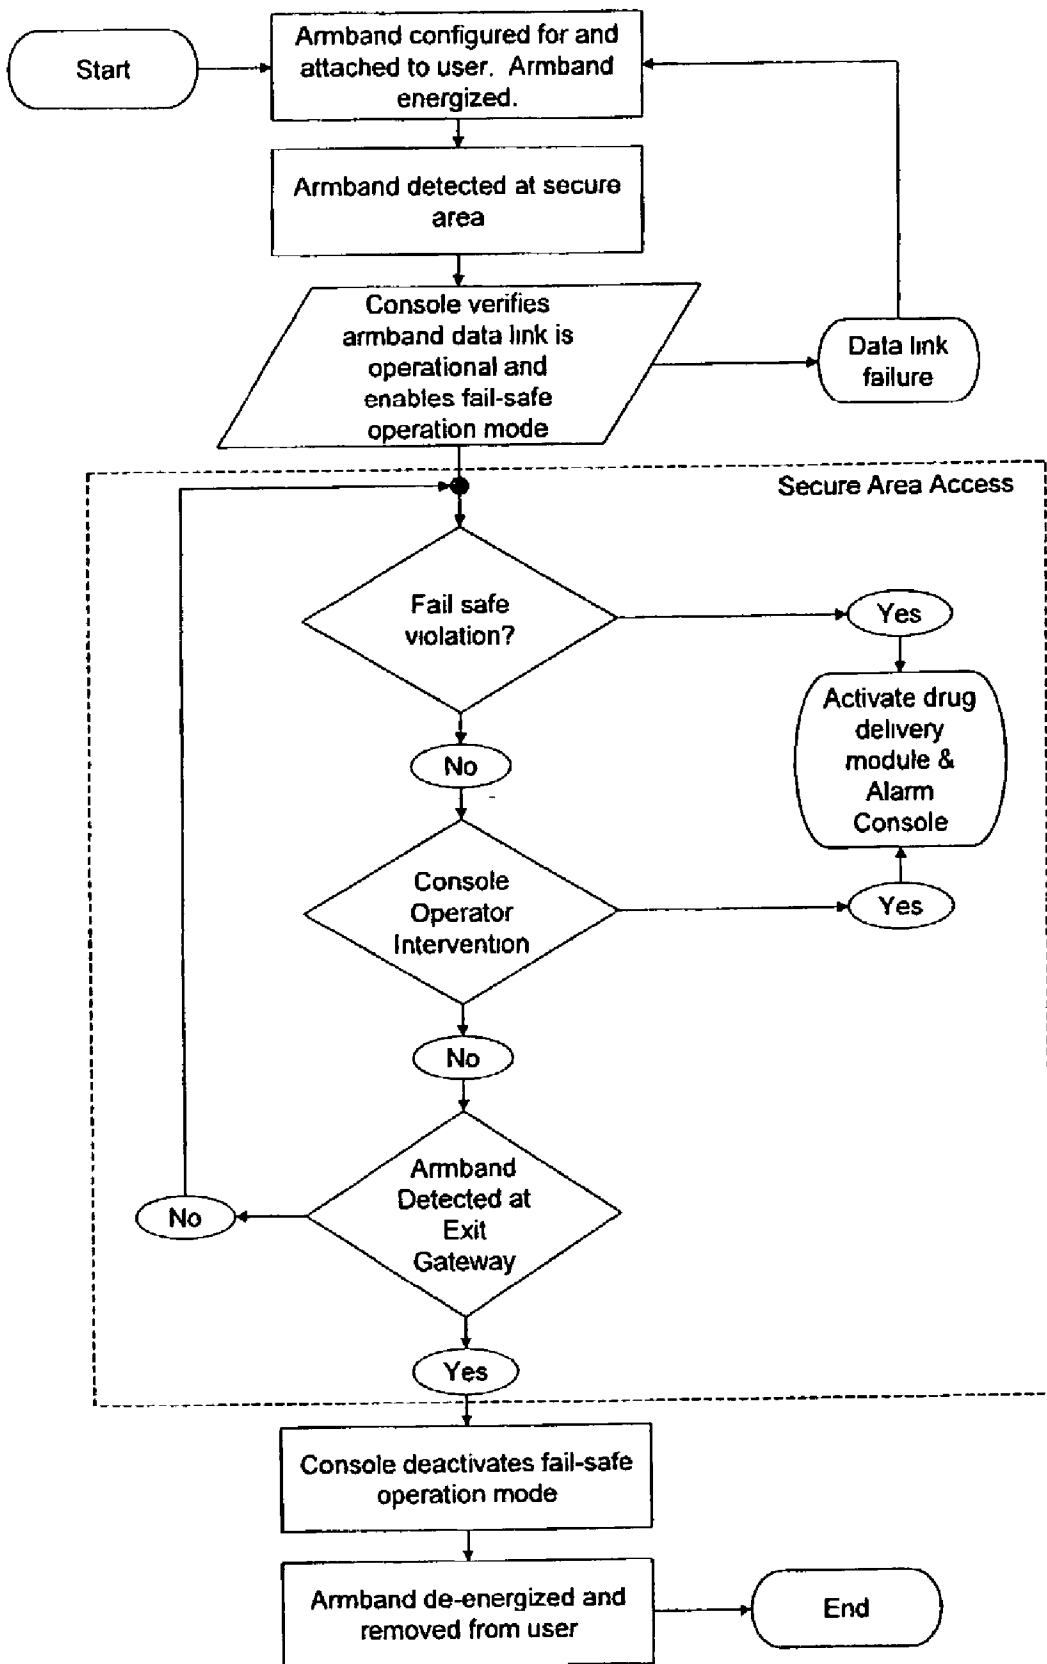 Start
Armband configured for and
attached to user. Armband
energized.
Armband detected at secure
area
Console verifies
armband data link is
operational and
enables fail-safe
operation mode
Data link
failure
Secure Area Access
Fail safe
violation?
Yes
Activate drug
delivery
module &
Alarm
Console
No
Console
Operator
Intervention
Yes
No
Armband
Detected at
Exit
Gateway
No
Yes
Console deactivates fail-safe
operation mode
Armband de-energized and
removed from user
End